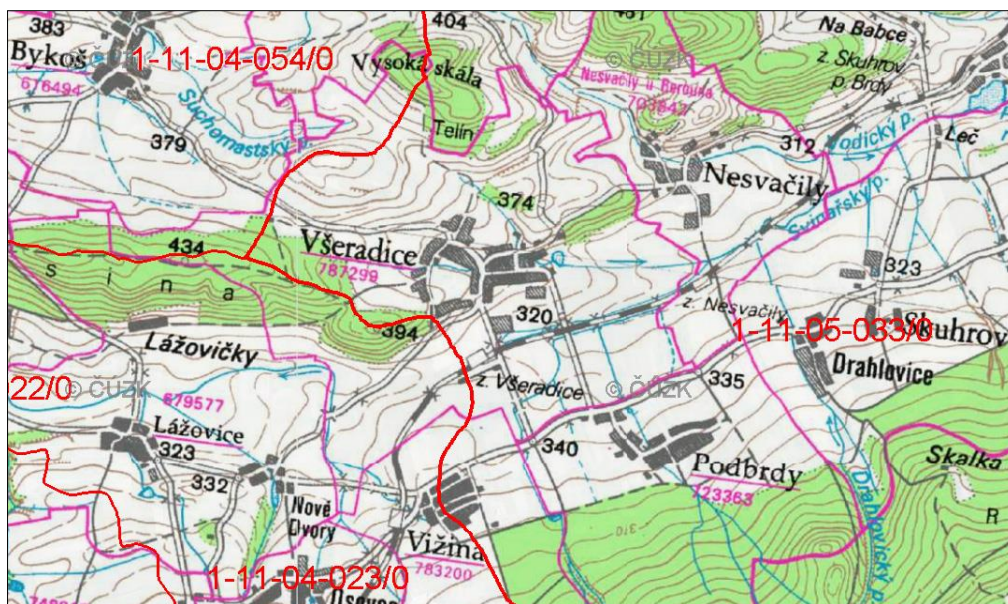 383
404
Bykoš
© ČÚZK
1-11-04-054/0
676494
Vysoká skála
Na Babce
© ČÚZK
z. Skuhrov
p. Brdy
Nesvačily u Berouna
703842
Suchomastský p.
Telín
379
312
Vodický p.
Leč
Nesvačily
374
Svinařský p.
434
Všeradice
787299
s i n a
323
z. Nesvačily
320
1-11-05-033/0
Skuhrov
394
Lážovičky
Drahlovice
22/0
© ČÚZK
z. Všeradice
© ČÚZK
335
679577
Lážovice
323
340
Podbrdy
723363
Skalka
332
Nové
Dvory
Drahlovický p.
R
310
Vižina
783200
1-11-04-023/0